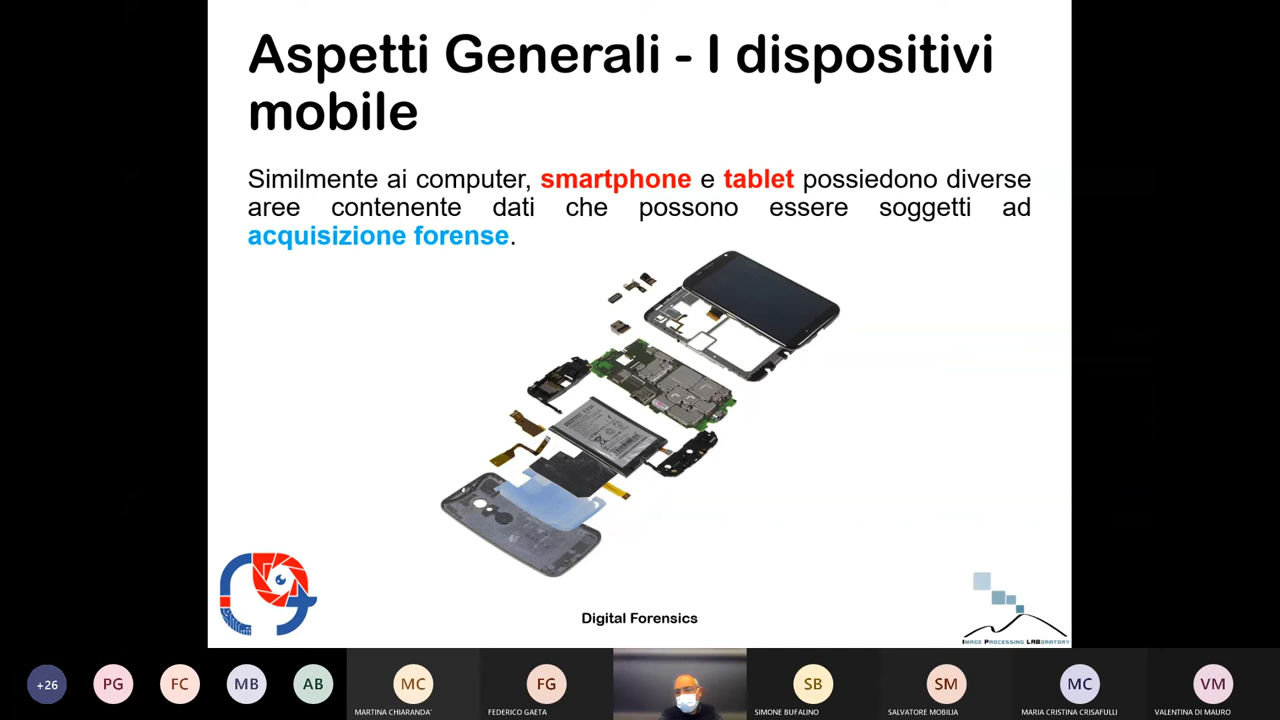 Aspetti Generali - I dispositivi
mobile
Similmente ai computer, smartphone e tablet possiedono diverse
aree contenente dati che possono essere soggetti ad
acquisizione forense.
Digital Forensics
IMAGE PROCESSING LABORATORY
+26
PG
FC
MB
AB
MC
FG
SB
SM
MC
VM
MARTINA CHIARANDA'
FEDERICO GAETA
SIMONE BUFALINO
SALVATORE MOBILIA
MARIA CRISTINA CRISAFULLI
VALENTINA DI MAURO